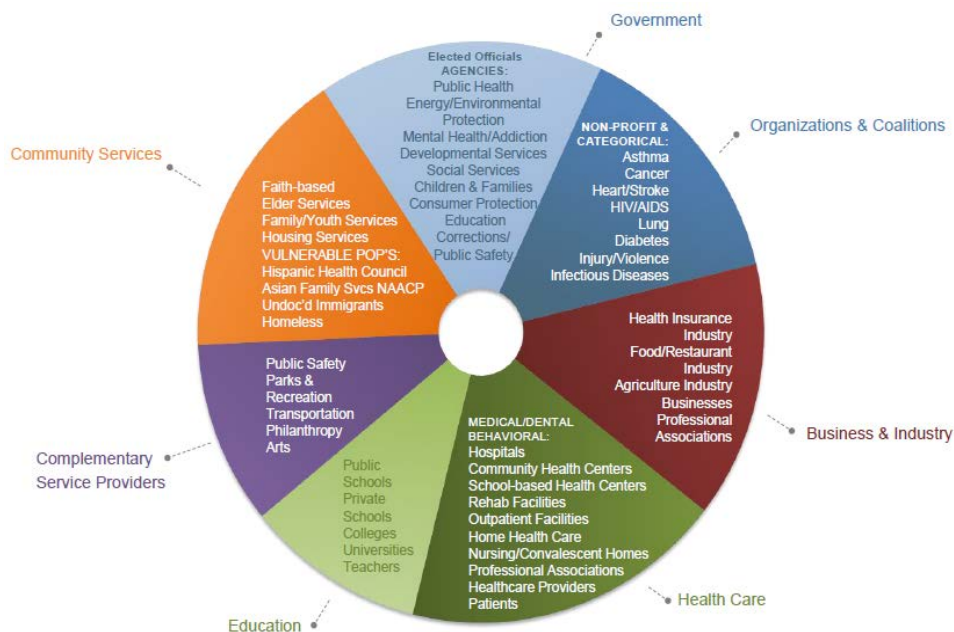 Government
Elected Officials
AGENCIES:
Public Health
Energy/Environmental
Protection
Mental Health/Addiction
Developmental Services
Social Services
Children & Families
Consumer Protection
Education
Corrections/
Public Safety
Organizations & Coalitions
NON-PROFIT &
CATEGORICAL:
Asthma
Cancer
Heart/Stroke
HIV/AIDS
Lung
Diabetes
Injury/Violence
Infectious Diseases
Business & Industry
Health Insurance
Industry
Food/Restaurant
Industry
Agriculture Industry
Businesses
Professional
Associations
Health Care
MEDICAL/DENTAL
BEHAVIORAL:
Hospitals
Community Health Centers
School-based Health Centers
Rehab Facilities
Outpatient Facilities
Home Health Care
Nursing/Convalescent Homes
Professional Associations
Healthcare Providers
Patients
Education
Public
Schools
Private
Schools
Colleges
Universities
Teachers
Complementary
Service Providers
Public Safety
Parks &
Recreation
Transportation
Philanthropy
Arts
Community Services
Faith-based
Elder Services
Family/Youth Services
Housing Services
VULNERABLE POP'S:
Hispanic Health Council
Asian Family Svcs NAACP
Undoc'd Immigrants
Homeless